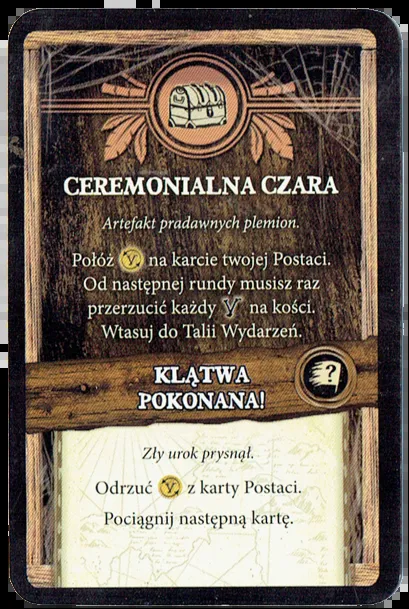 CEREMONIALNA CZARA
Artefakt pradawnych plemion.
Połóż Y na karcie twojej Postaci.
Od następnej rundy musisz raz
przerzucić każdy Y na kości.
Wtasuj do Talii Wydarzeń.
KLĄTWA
POKONANA!
?
Zły urok prysnął.
Odrzuć Y z karty Postaci.
Pociągnij następną kartę.